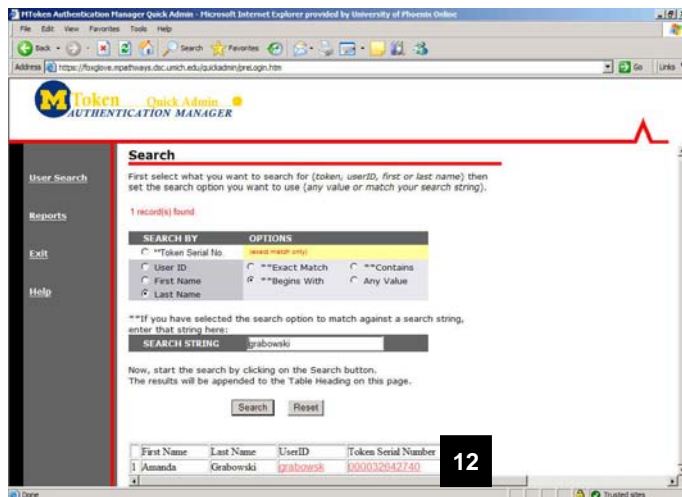 MToken Authentication Manager Quick Admin - Microsoft Internet Explorer provided by University of Phoenix Online
File Edit View Favorites Tools Help
Back Search Favorites
Address https://foxglove.mpathways.dsc.umich.edu/quickadmin/preLogin.htm Go Links
M Token Quick Admin
AUTHENTICATION MANAGER
Search
User Search
First select what you want to search for (token, userID, first or last name) then
set the search option you want to use (any value or match your search string).
Reports
1 record(s) found
SEARCH BY OPTIONS
Exit
**Token Serial No. (exact match only)
User ID **Exact Match **Contains
First Name **Begins With Any Value
Help
Last Name
**If you have selected the search option to match against a search string,
enter that string here:
SEARCH STRING grabowski
Now, start the search by clicking on the Search button.
The results will be appended to the Table Heading on this page.
Search Reset
First Name Last Name UserID Token Serial Number
1 Amanda Grabowski grabowsk 000032642740
12
Done Trusted sites